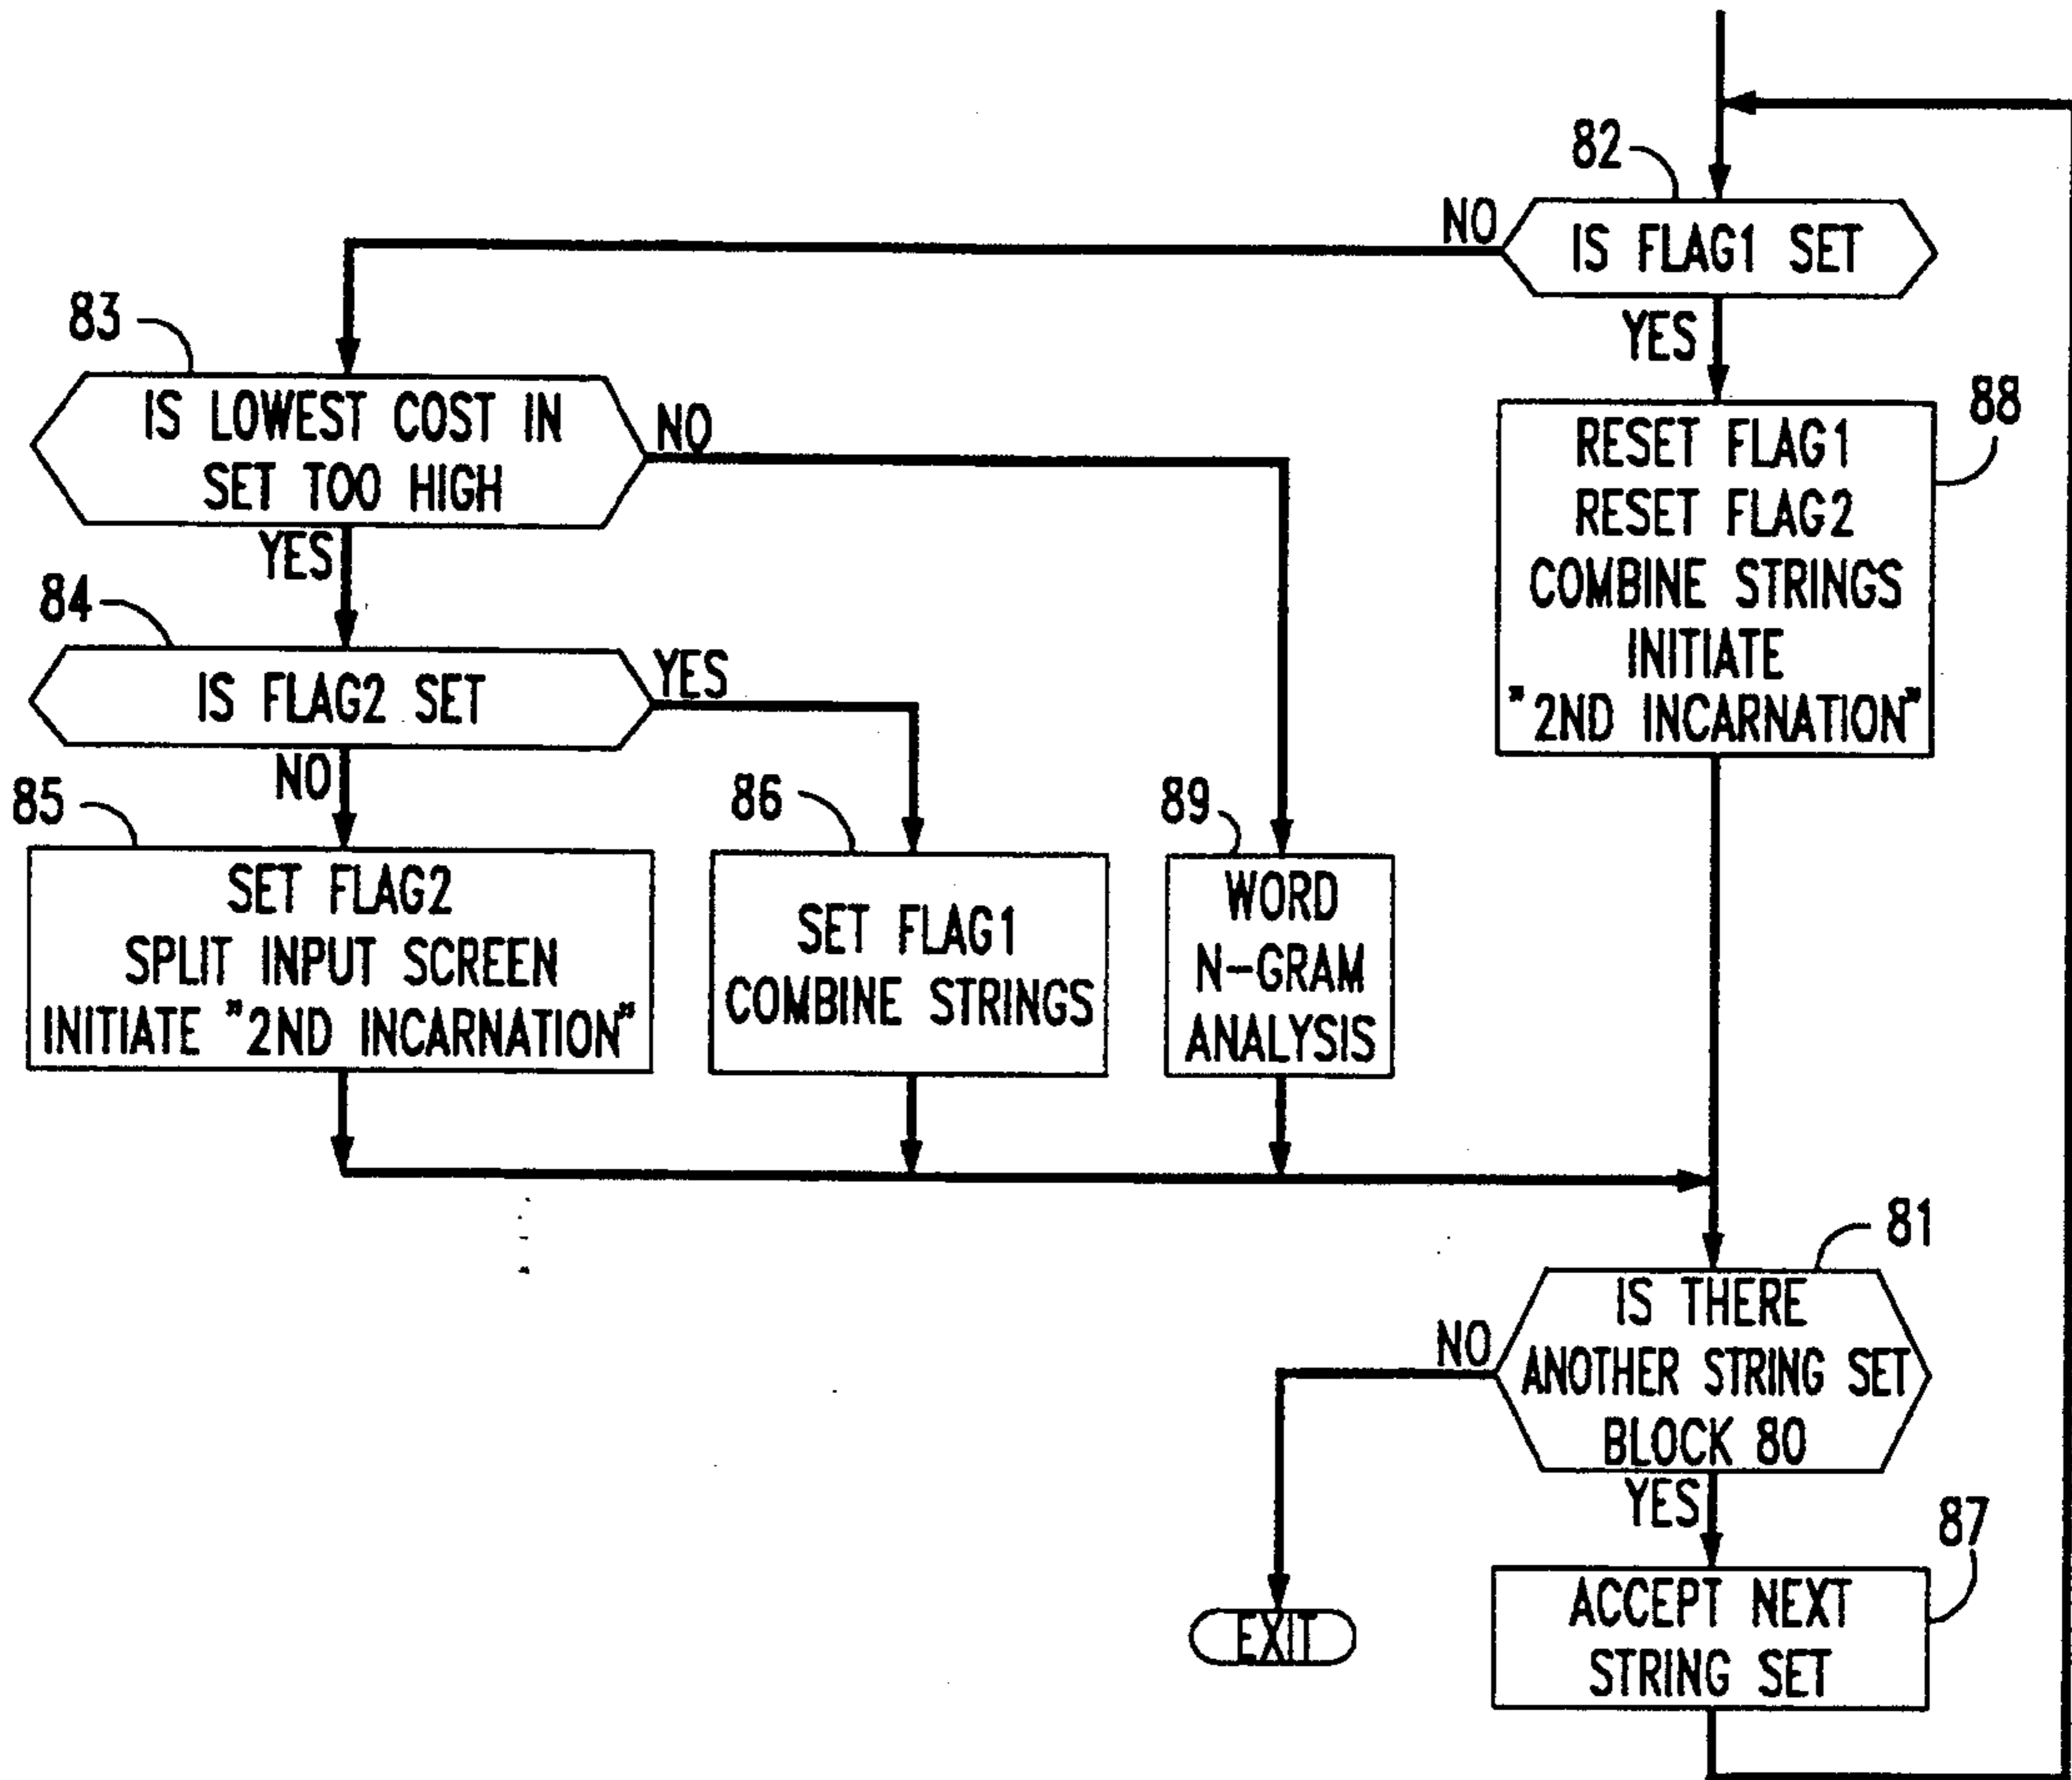 82
NO
IS FLAG1 SET
YES
83
IS LOWEST COST IN
SET TOO HIGH
NO
YES
88
RESET FLAG1
RESET FLAG2
COMBINE STRINGS
INITIATE
"2ND INCARNATION"
84
IS FLAG2 SET
YES
NO
85
SET FLAG2
SPLIT INPUT SCREEN
INITIATE "2ND INCARNATION"
86
SET FLAG1
COMBINE STRINGS
89
WORD
N-GRAM
ANALYSIS
81
IS THERE
ANOTHER STRING SET
BLOCK 80
NO
YES
EXIT
87
ACCEPT NEXT
STRING SET